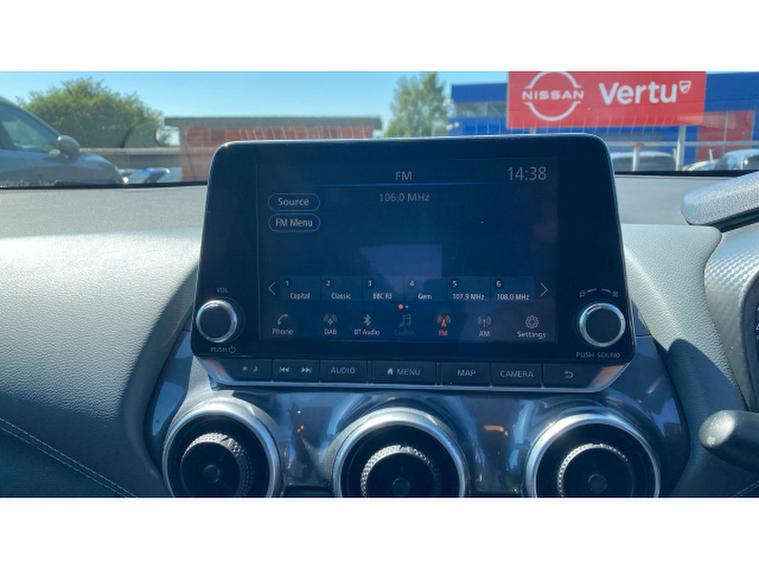 NISSAN Vertu
FM 14:38
Source 106.0 MHz
FM Menu
1 2 3 4 5 6
Capital Classic BBC R3 Gem 107.9 MHz 108.0 MHz
Phone DAB BT Audio FM AM Settings
VOL
PUSH
PUSH SOUND
AUDIO MENU MAP CAMERA